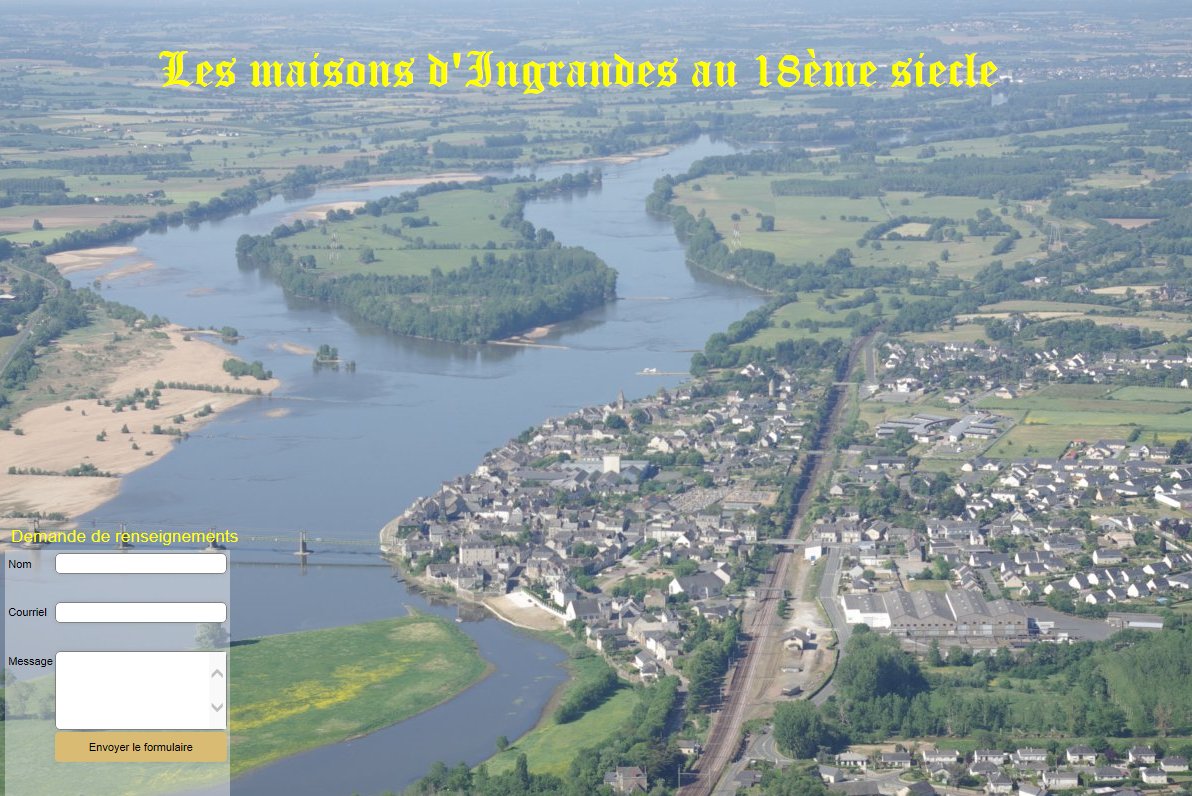 Les maisons d'Ingrandes au 18ème siecle
Demande de renseignements
Nom
Courriel
Message
Envoyer le formulaire